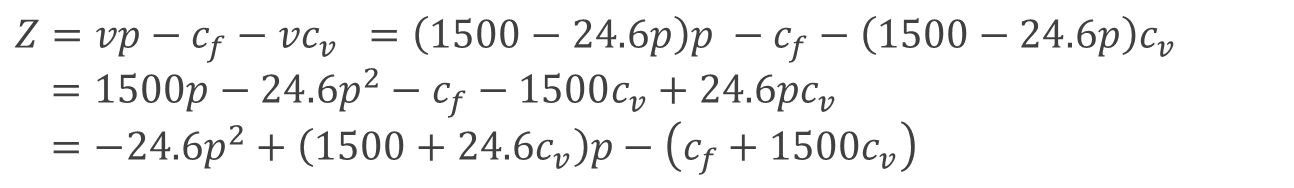 Z = vp − c_f − vc_v = (1500 − 24.6p)p − c_f − (1500 − 24.6p)c_v
= 1500p − 24.6p² − c_f − 1500c_v + 24.6pc_v
= −24.6p² + (1500 + 24.6c_v)p − (c_f + 1500c_v)